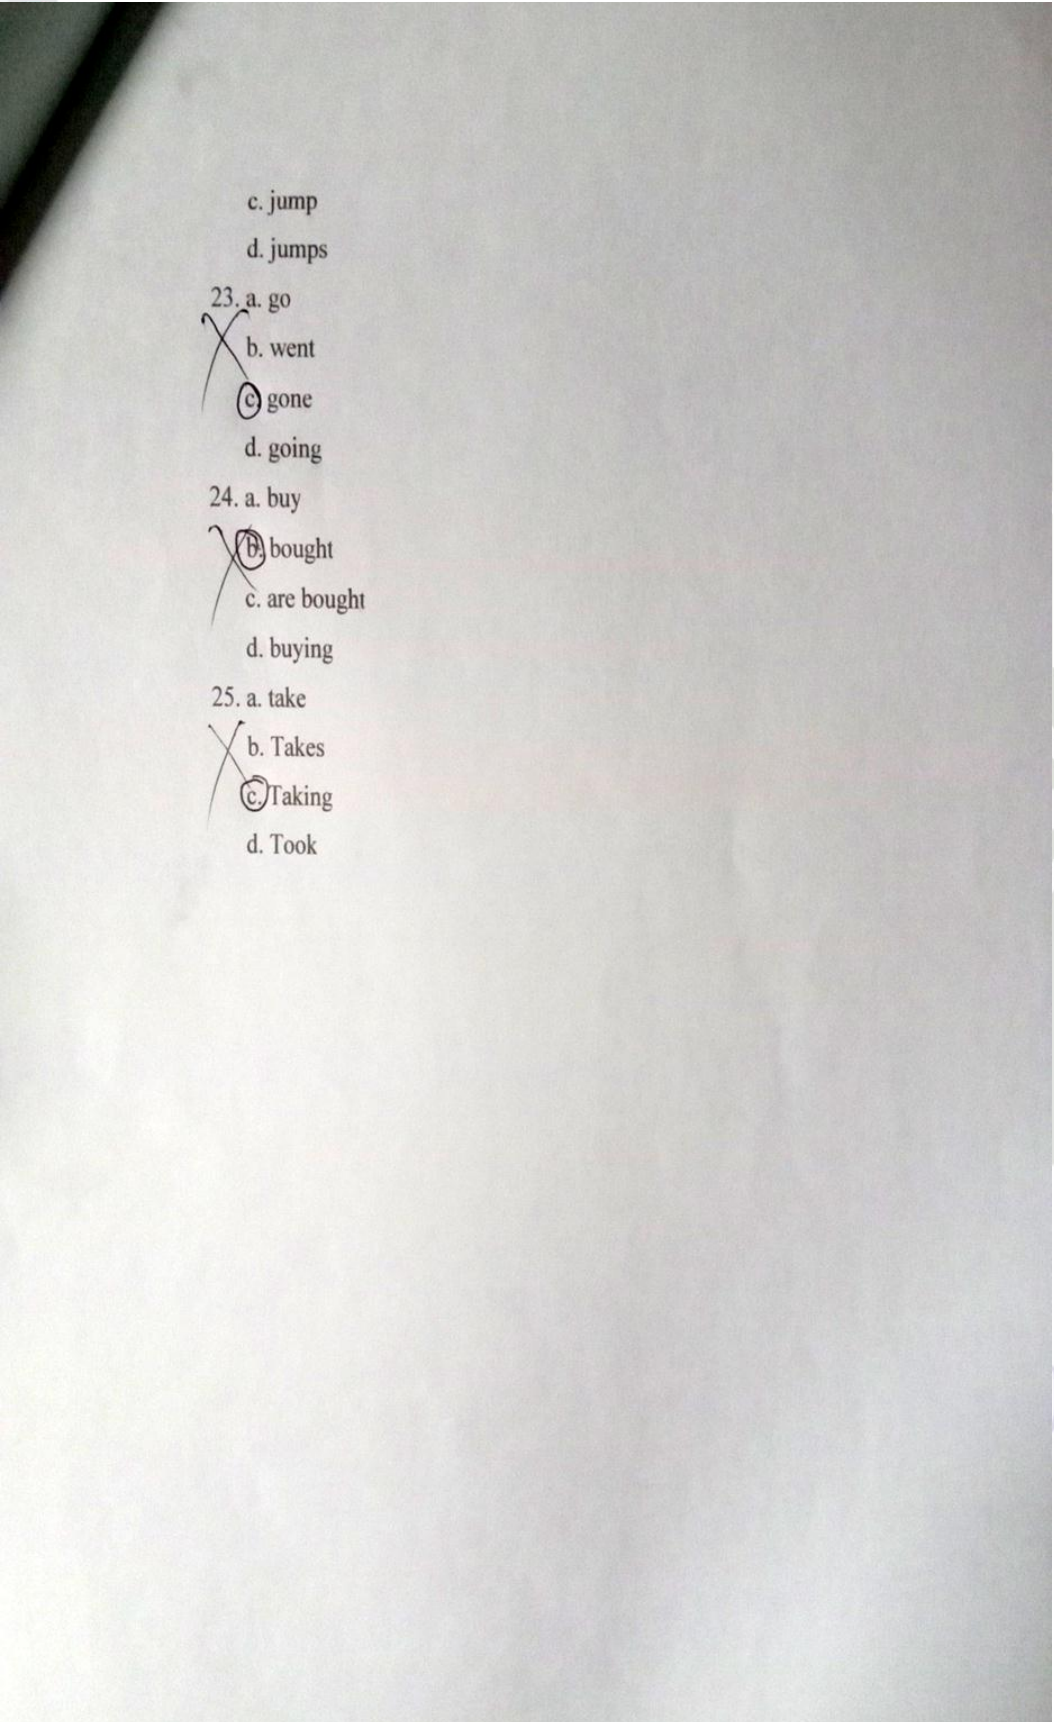 c. jump
d. jumps
23. a. go
b. went
c. gone
d. going
24. a. buy
b. bought
c. are bought
d. buying
25. a. take
b. Takes
c. Taking
d. Took